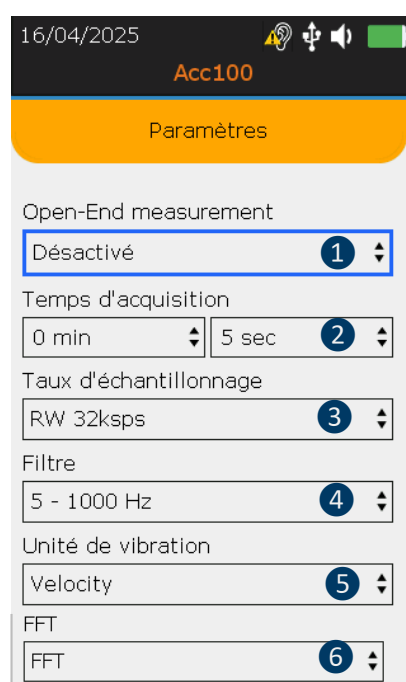 16/04/2025
Acc100
Paramètres
Open-End measurement
Désactivé 1
Temps d'acquisition
0 min 5 sec 2
Taux d'échantillonnage
RW 32ksps 3
Filtre
5 - 1000 Hz 4
Unité de vibration
Velocity 5
FFT
FFT 6